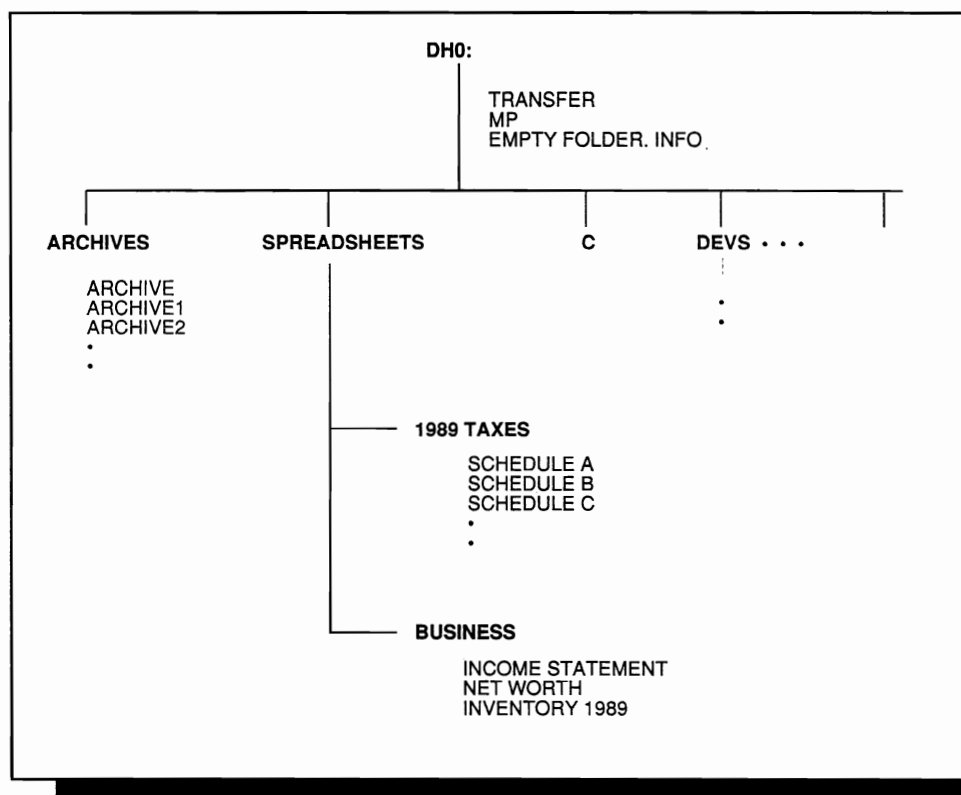 DH0:
TRANSFER
MP
EMPTY FOLDER. INFO.
ARCHIVES
SPREADSHEETS
C
DEVS . . .
ARCHIVE
ARCHIVE1
ARCHIVE2
1989 TAXES
SCHEDULE A
SCHEDULE B
SCHEDULE C
BUSINESS
INCOME STATEMENT
NET WORTH
INVENTORY 1989